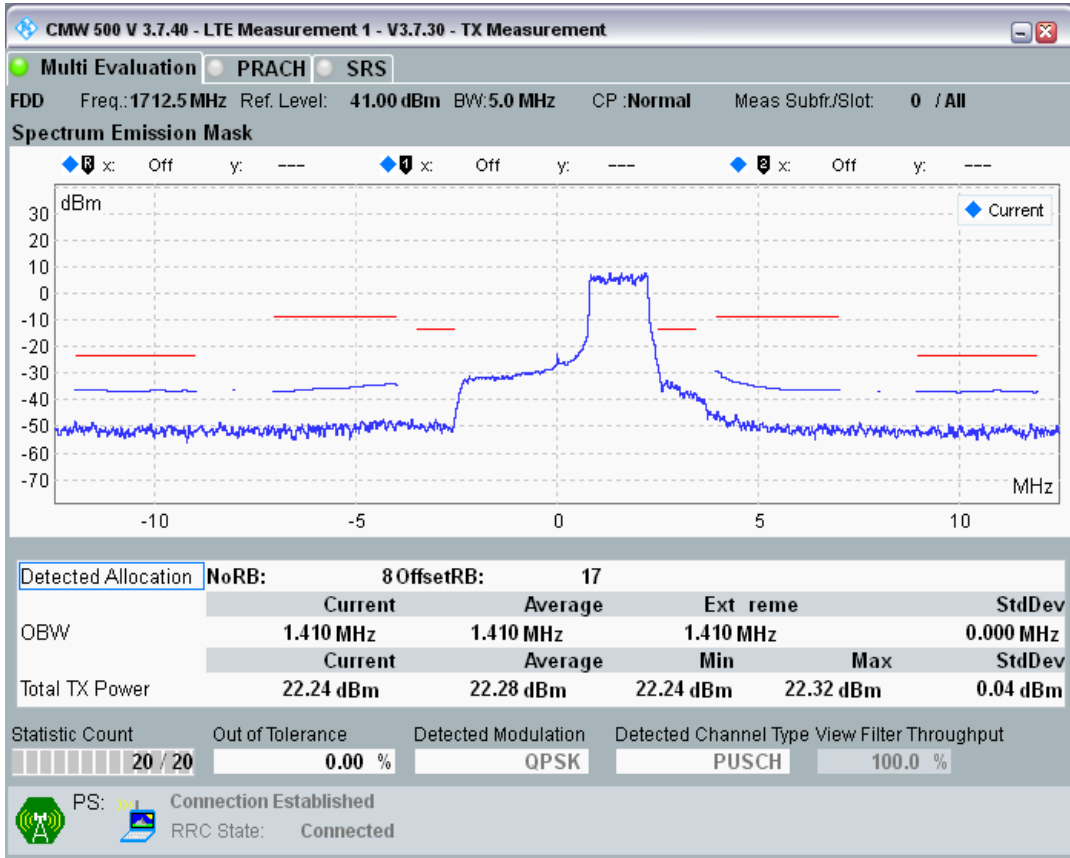 CMW 500 V 3.7.40 - LTE Measurement 1 - V3.7.30 - TX Measurement
Multi Evaluation PRACH SRS
FDD Freq.: 1712.5 MHz Ref. Level: 41.00 dBm BW: 5.0 MHz CP : Normal Meas Subfr./Slot: 0 / All
Spectrum Emission Mask
R x: Off y: --- 1 x: Off y: --- 2 x: Off y: ---
dBm
Current
30
20
10
0
-10
-20
-30
-40
-50
-60
-70
MHz
-10 -5 0 5 10
Detected Allocation NoRB: 8 OffsetRB: 17
Current Average Ext reme StdDev
OBW 1.410 MHz 1.410 MHz 1.410 MHz 0.000 MHz
Current Average Min Max StdDev
Total TX Power 22.24 dBm 22.28 dBm 22.24 dBm 22.32 dBm 0.04 dBm
Statistic Count Out of Tolerance Detected Modulation Detected Channel Type View Filter Throughput
20 / 20 0.00 % QPSK PUSCH 100.0 %
PS: Connection Established
RRC State: Connected